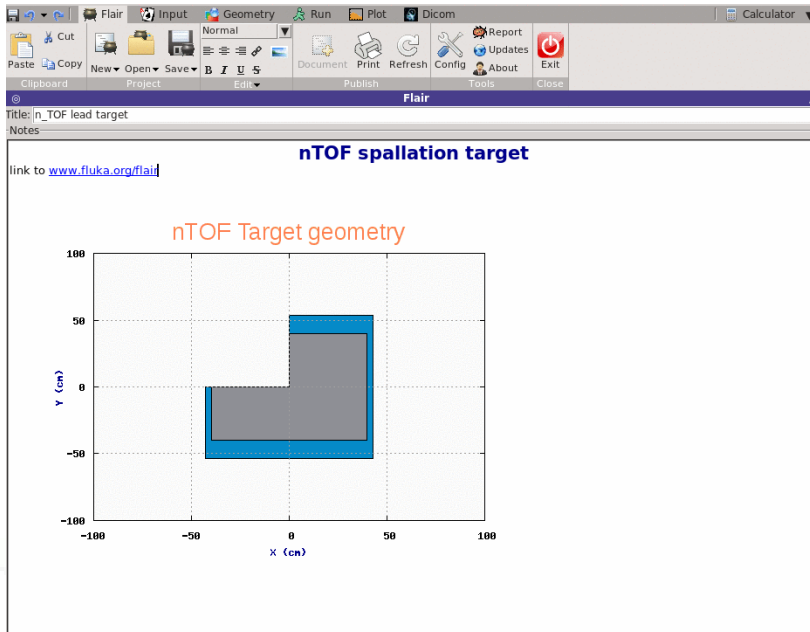 Flair Input Geometry Run Plot Dicom Calculator
Paste Cut Copy
Clipboard
New Open Save
Project
Normal
B I U S
Edit
Document Print Refresh
Publish
Config Report Updates About
Tools
Exit
Close
Flair
Title: n_TOF lead target
Notes
nTOF spallation target
link to www.fluka.org/flair
nTOF Target geometry
100
50
0
-50
-100
Y (cm)
-100 -50 0 50 100
X (cm)